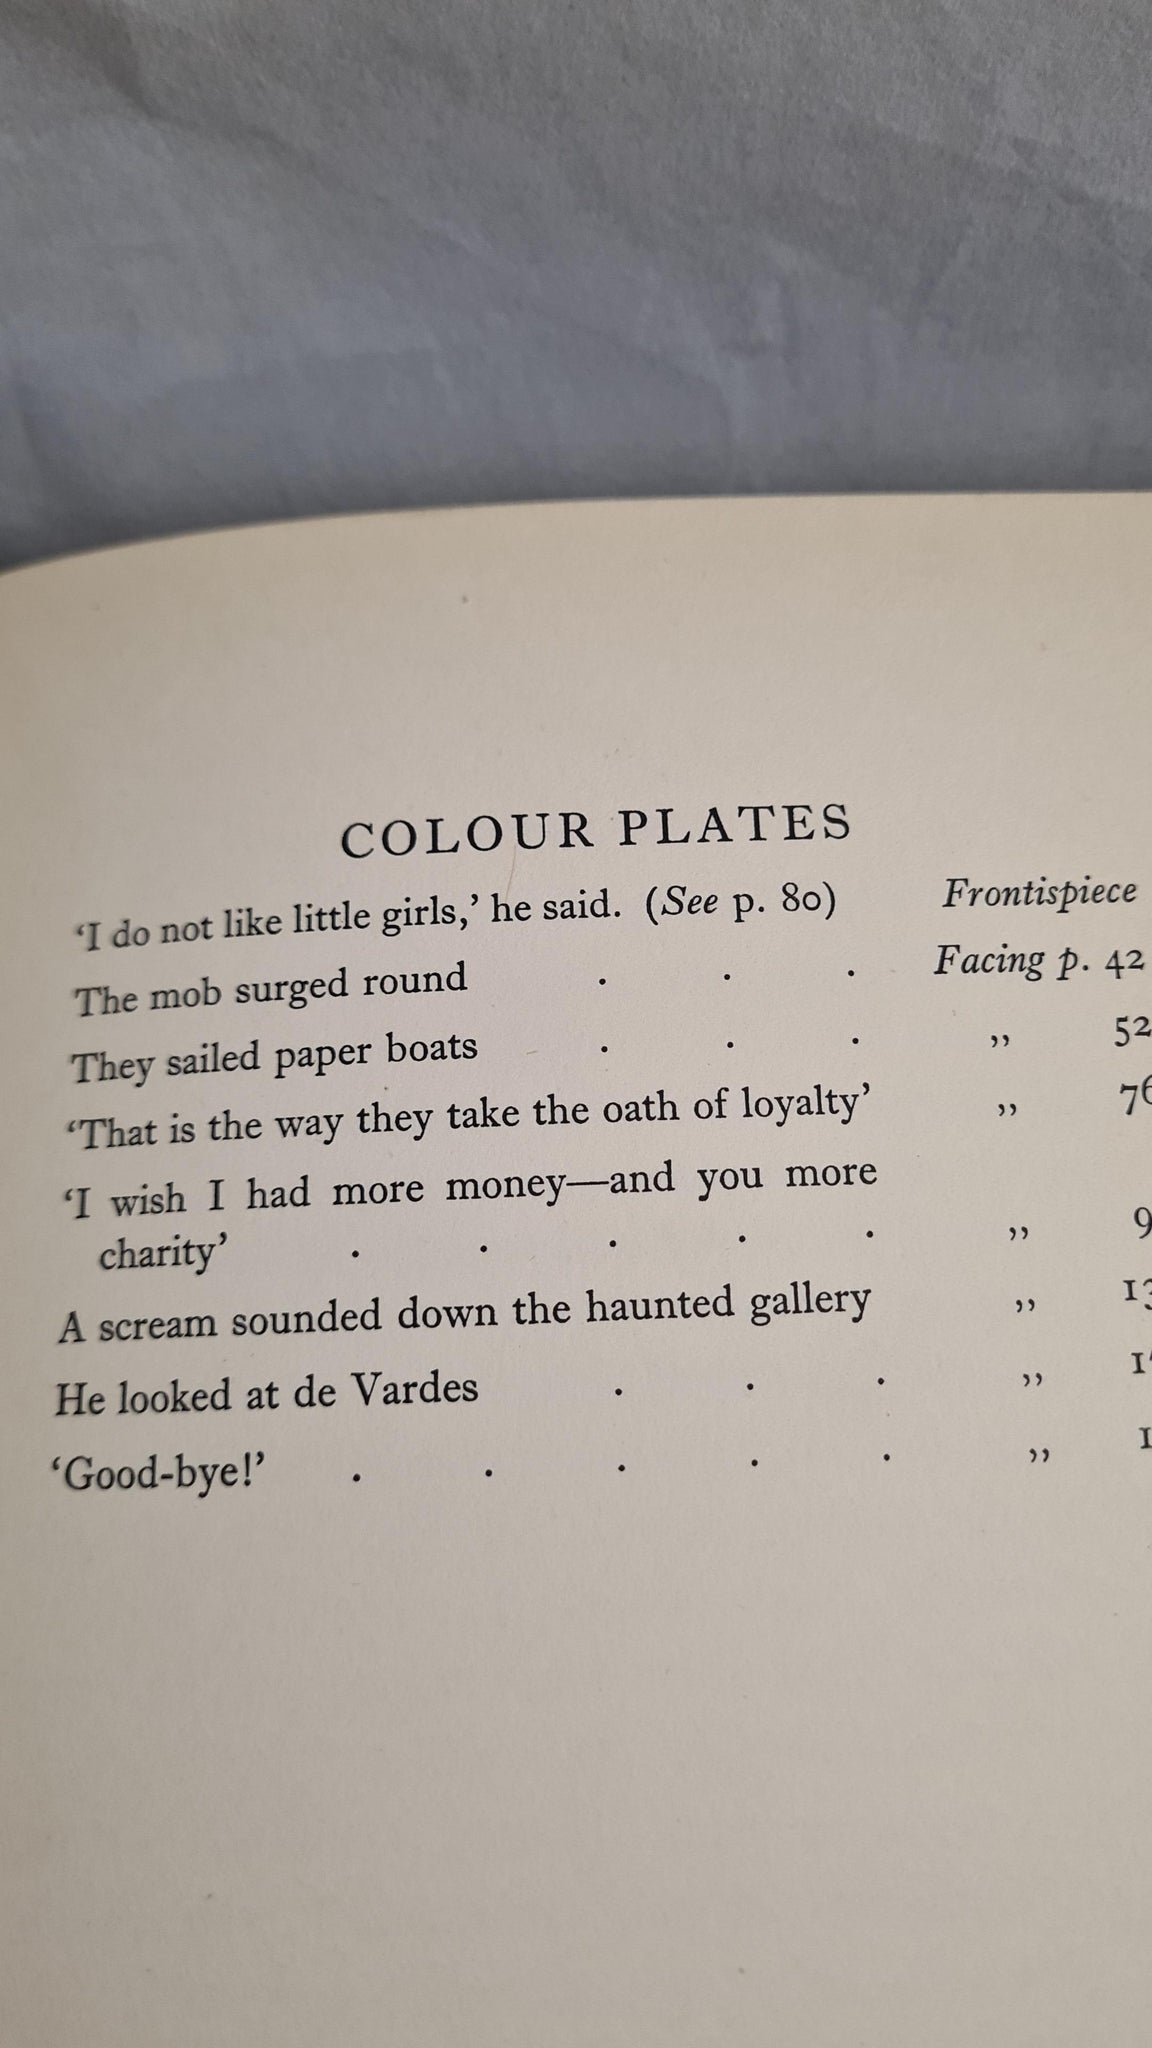 COLOUR PLATES
‘I do not like little girls,’ he said. (See p. 80) Frontispiece
The mob surged round . . . Facing p. 42
They sailed paper boats . . . ,, 52
‘That is the way they take the oath of loyalty’ ,,
‘I wish I had more money—and you more
charity’ . . . . . ,,
A scream sounded down the haunted gallery ,,
He looked at de Vardes . . . ,,
‘Good-bye!’ . . . . . ,,